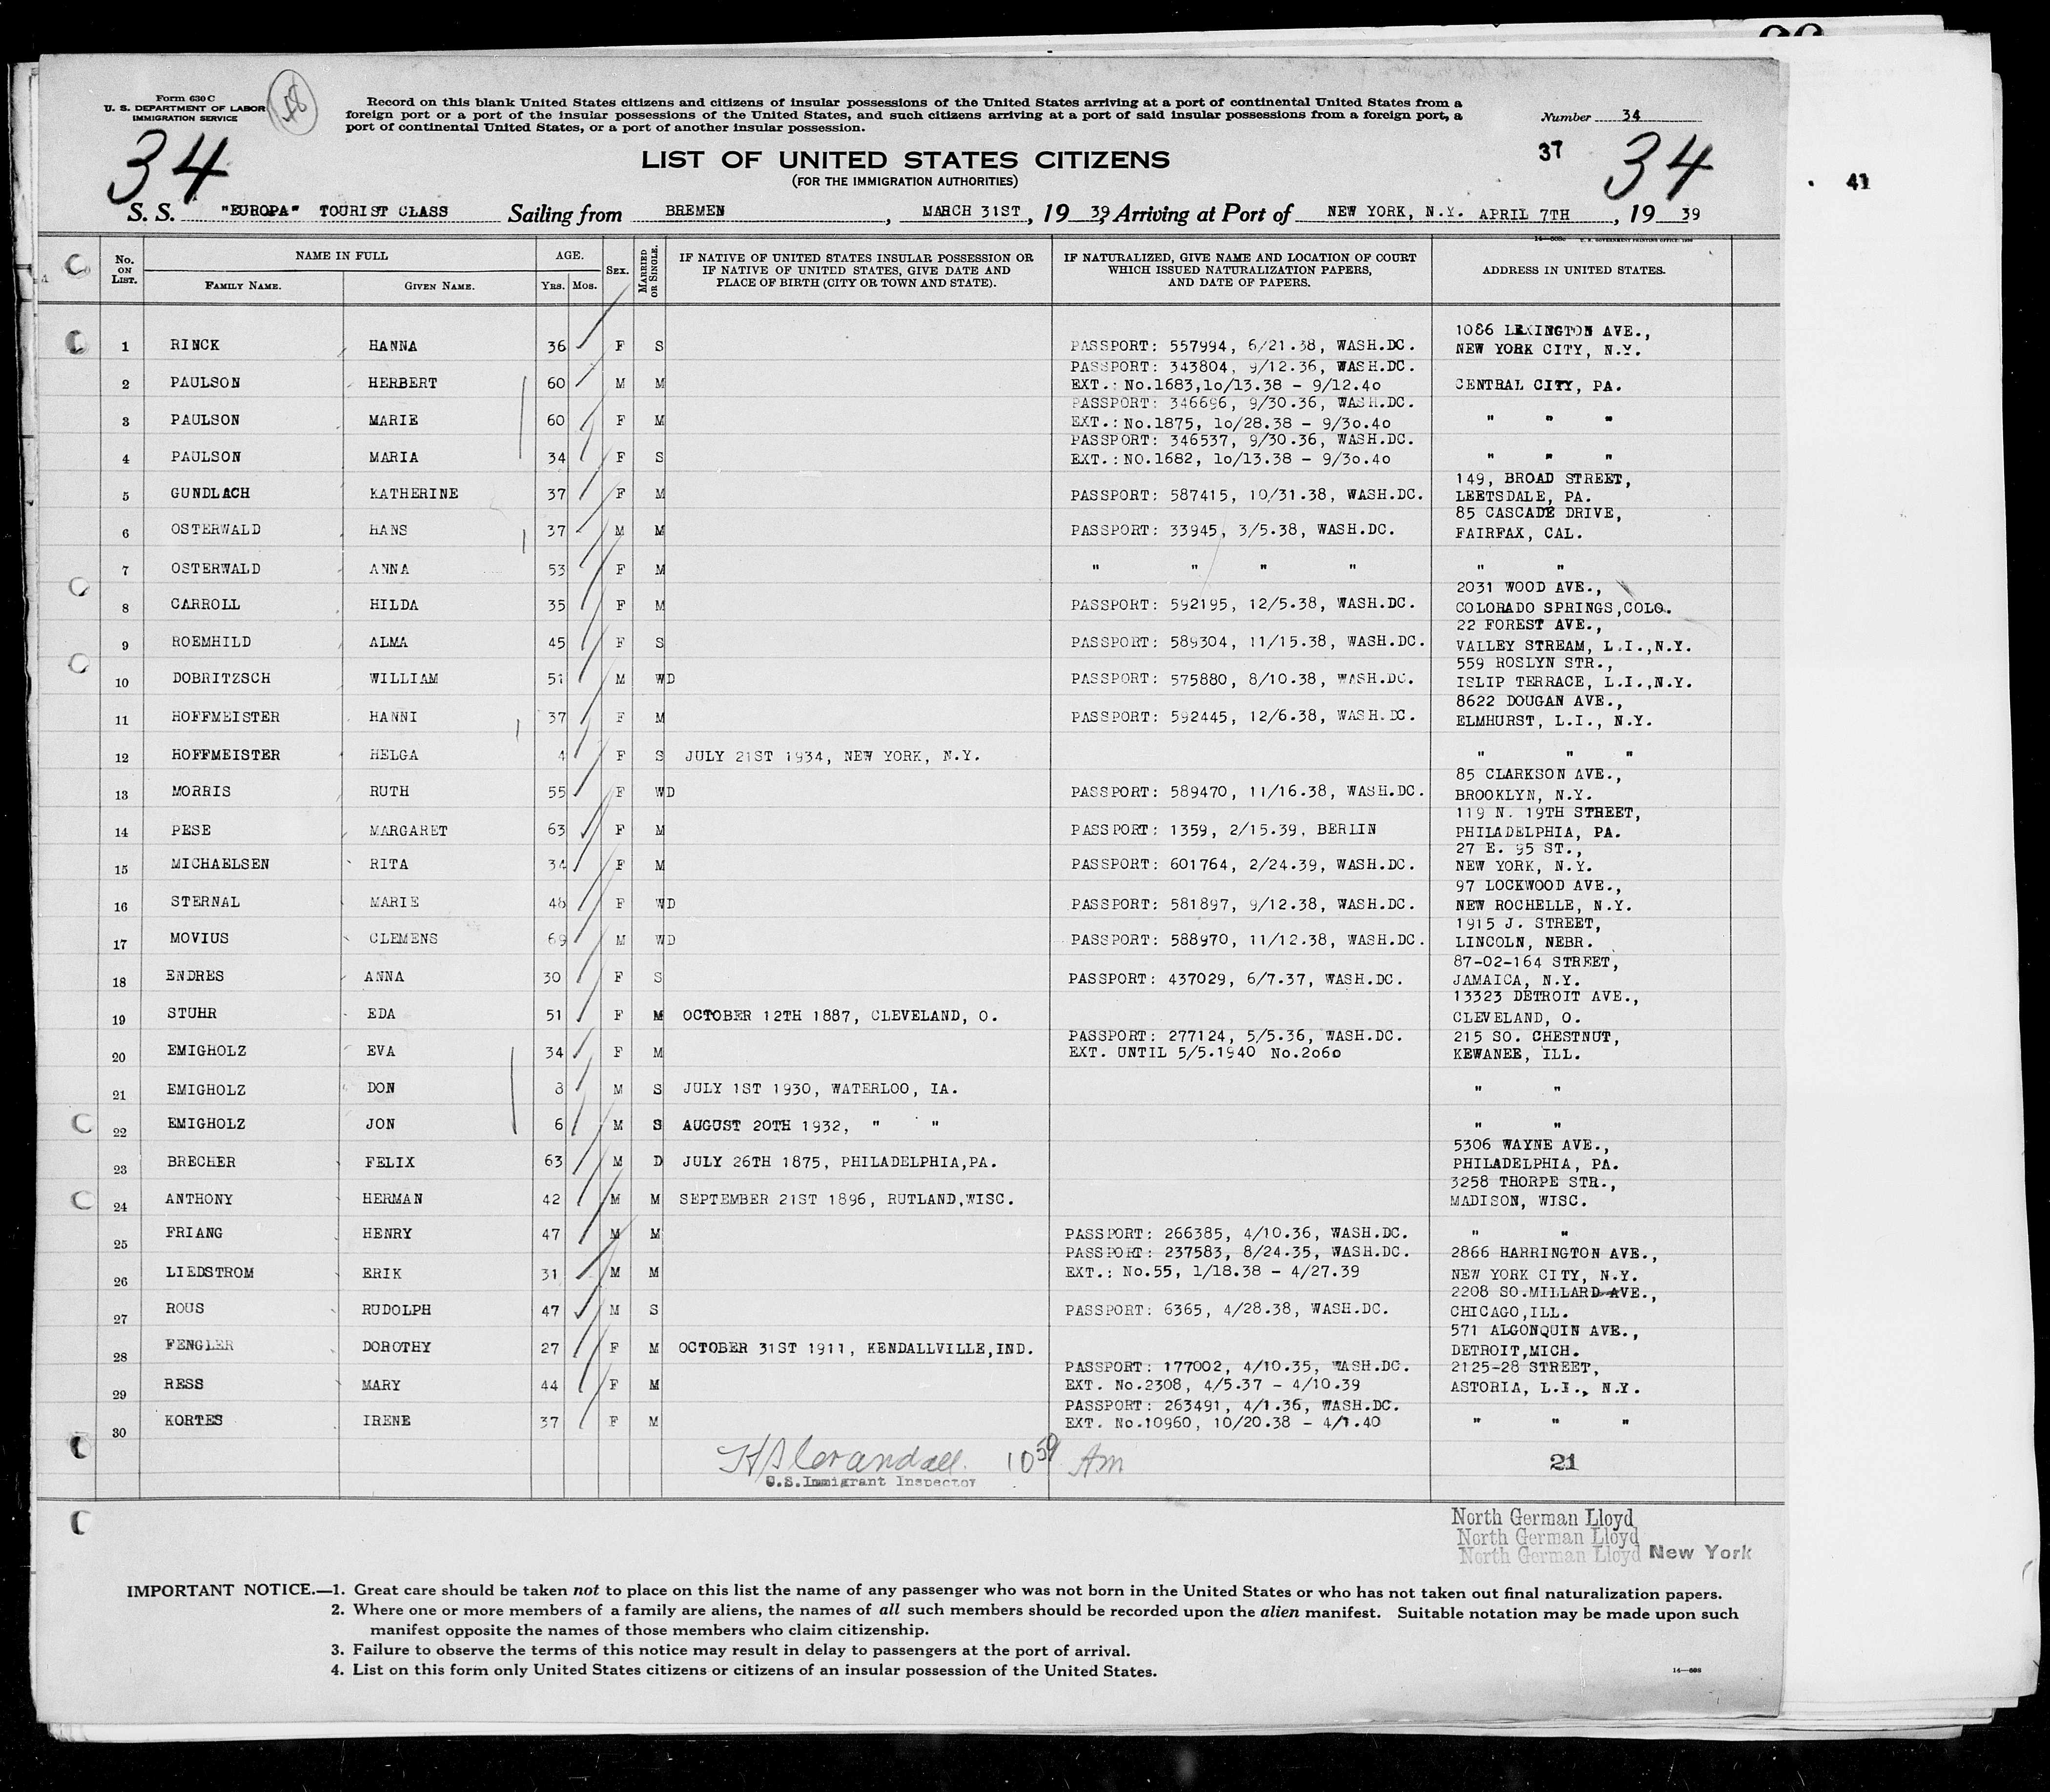 Form 630 C
U. S. DEPARTMENT OF LABOR
IMMIGRATION SERVICE
Record on this blank United States citizens and citizens of insular possessions of the United States arriving at a port of continental United States from a
foreign port or a port of the insular possessions of the United States, and such citizens arriving at a port of said insular possessions from a foreign port, a
port of continental United States, or a port of another insular possession.
Number 34
34
LIST OF UNITED STATES CITIZENS
37
34
41
(FOR THE IMMIGRATION AUTHORITIES)
S. S. "EUROPA" TOURIST CLASS Sailing from BREMEN, MARCH 31ST, 19 39, Arriving at Port of NEW YORK, N.Y. APRIL 7TH, 19 39
No. ON LIST.
NAME IN FULL
FAMILY NAME. GIVEN NAME.
AGE.
YRS. MOS.
SEX.
MARRIED OR SINGLE.
IF NATIVE OF UNITED STATES INSULAR POSSESSION OR
IF NATIVE OF UNITED STATES, GIVE DATE AND
PLACE OF BIRTH (CITY OR TOWN AND STATE).
IF NATURALIZED, GIVE NAME AND LOCATION OF COURT
WHICH ISSUED NATURALIZATION PAPERS,
AND DATE OF PAPERS.
ADDRESS IN UNITED STATES.
1086 LEXINGTON AVE.,
1 RINCK HANNA 36 F S PASSPORT: 557994, 6/21.38, WASH.DC. NEW YORK CITY, N.Y.
PASSPORT: 343804, 9/12.36, WASH.DC.
2 PAULSON HERBERT 60 M M EXT.: No.1683,10/13.38 - 9/12.40 CENTRAL CITY, PA.
PASSPORT: 346696, 9/30.36, WASH.DC.
3 PAULSON MARIE 60 F M EXT.: No.1875, 10/28.38 - 9/30.40 " " "
PASSPORT: 346537, 9/30.36, WASH.DC.
4 PAULSON MARIA 34 F S EXT.: NO.1682, 10/13.38 - 9/30.40 " " "
149, BROAD STREET,
5 GUNDLACH KATHERINE 37 F M PASSPORT: 587415, 10/31.38, WASH.DC. LEETSDALE, PA.
85 CASCADE DRIVE,
6 OSTERWALD HANS 37 M M PASSPORT: 33945, 3/5.38, WASH.DC. FAIRFAX, CAL.
7 OSTERWALD ANNA 53 F M " " " " " "
2031 WOOD AVE.,
8 CARROLL HILDA 35 F M PASSPORT: 592195, 12/5.38, WASH.DC. COLORADO SPRINGS,COLO.
22 FOREST AVE.,
9 ROEMHILD ALMA 45 F S PASSPORT: 589304, 11/15.38, WASH.DC. VALLEY STREAM, L.I.,N.Y.
559 ROSLYN STR.,
10 DOBRITZSCH WILLIAM 51 M WD PASSPORT: 575880, 8/10.38, WASH.DC. ISLIP TERRACE, L.I.,N.Y.
8622 DOUGAN AVE.,
11 HOFFMEISTER HANNI 37 F M PASSPORT: 592445, 12/6.38, WASH.DC. ELMHURST, L.I., N.Y.
12 HOFFMEISTER HELGA 4 F S JULY 21ST 1934, NEW YORK, N.Y. " " "
85 CLARKSON AVE.,
13 MORRIS RUTH 55 F WD PASSPORT: 589470, 11/16.38, WASH.DC. BROOKLYN, N.Y.
119 N. 19TH STREET,
14 PESE MARGARET 63 F M PASSPORT: 1359, 2/15.39, BERLIN PHILADELPHIA, PA.
27 E. 95 ST.,
15 MICHAELSEN RITA 34 F M PASSPORT: 601764, 2/24.39, WASH.DC. NEW YORK, N.Y.
97 LOCKWOOD AVE.,
16 STERNAL MARIE 46 F WD PASSPORT: 581897, 9/12.38, WASH.DC. NEW ROCHELLE, N.Y.
1915 J. STREET,
17 MOVIUS CLEMENS 69 M WD PASSPORT: 588970, 11/12.38, WASH.DC. LINCOLN, NEBR.
87-02-164 STREET,
18 ENDRES ANNA 30 F S PASSPORT: 437029, 6/7.37, WASH.DC. JAMAICA, N.Y.
13323 DETROIT AVE.,
19 STUHR EDA 51 F M OCTOBER 12TH 1887, CLEVELAND, O. CLEVELAND, O.
PASSPORT: 277124, 5/5.36, WASH.DC. 215 SO. CHESTNUT,
20 EMIGHOLZ EVA 34 F M EXT. UNTIL 5/5.1940 No.2060 KEWANEE, ILL.
21 EMIGHOLZ DON 8 M S JULY 1ST 1930, WATERLOO, IA. " "
22 EMIGHOLZ JON 6 M S AUGUST 20TH 1932, " " " "
5306 WAYNE AVE.,
23 BRECHER FELIX 63 M D JULY 26TH 1875, PHILADELPHIA,PA. PHILADELPHIA, PA.
3258 THORPE STR.,
24 ANTHONY HERMAN 42 M M SEPTEMBER 21ST 1896, RUTLAND,WISC. MADISON, WISC.
25 FRIANG HENRY 47 M M PASSPORT: 266385, 4/10.36, WASH.DC. " "
PASSPORT: 237583, 8/24.35, WASH.DC. 2866 HARRINGTON AVE.,
26 LIEDSTROM ERIK 31 M M EXT.: No.55, 1/18.38 - 4/27.39 NEW YORK CITY, N.Y.
2208 SO.MILLARD AVE.,
27 ROUS RUDOLPH 47 M S PASSPORT: 6365, 4/28.38, WASH.DC. CHICAGO,ILL.
571 ALGONQUIN AVE.,
28 FENGLER DOROTHY 27 F M OCTOBER 31ST 1911, KENDALLVILLE,IND. DETROIT,MICH.
PASSPORT: 177002, 4/10.35, WASH.DC. 2125-28 STREET,
29 RESS MARY 44 F M EXT. No.2308, 4/5.37 - 4/10.39 ASTORIA, L.I., N.Y.
PASSPORT: 263491, 4/1.36, WASH.DC.
30 KORTES IRENE 37 F M EXT. No.10960, 10/20.38 - 4/1.40 " " "
Crandall 10 59 Am
U.S. Immigrant Inspector
21
North German Lloyd
North German Lloyd
North German Lloyd New York
IMPORTANT NOTICE.—1. Great care should be taken not to place on this list the name of any passenger who was not born in the United States or who has not taken out final naturalization papers.
2. Where one or more members of a family are aliens, the names of all such members should be recorded upon the alien manifest. Suitable notation may be made upon such
manifest opposite the names of those members who claim citizenship.
3. Failure to observe the terms of this notice may result in delay to passengers at the port of arrival.
4. List on this form only United States citizens or citizens of an insular possession of the United States.